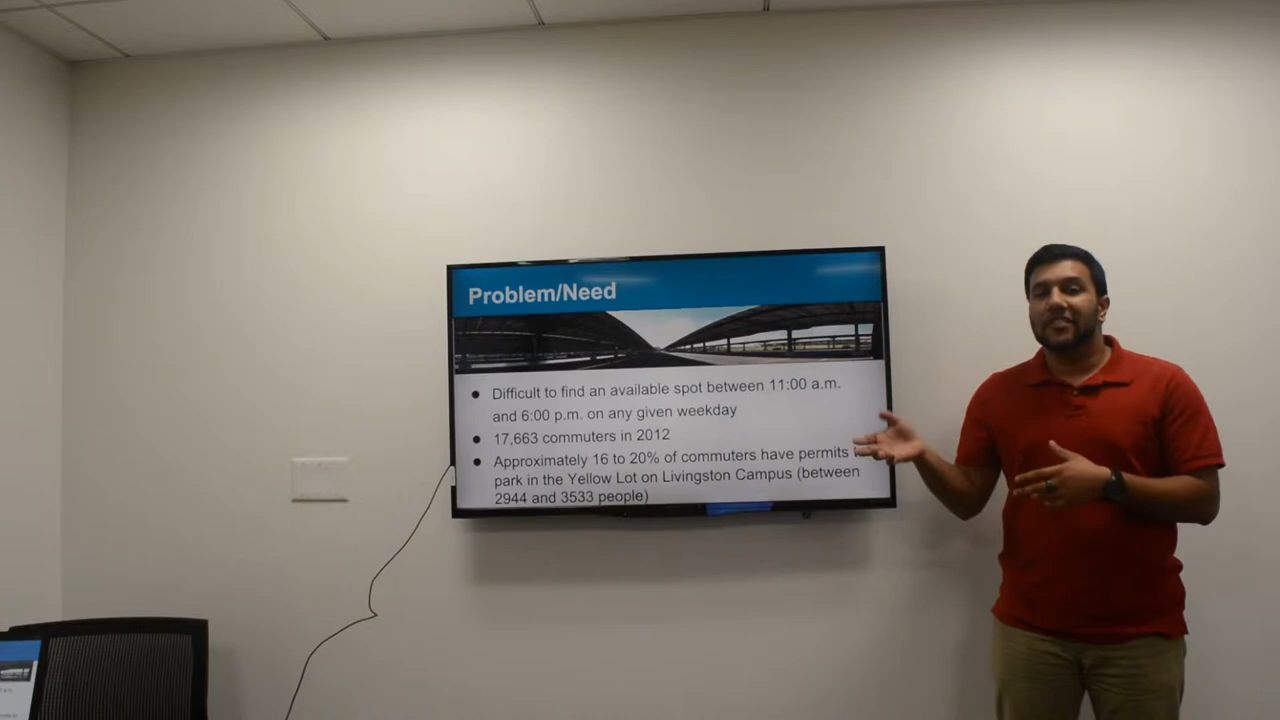 Problem/Need
● Difficult to find an available spot between 11:00 a.m.
and 6:00 p.m. on any given weekday
● 17,663 commuters in 2012
● Approximately 16 to 20% of commuters have permits
park in the Yellow Lot on Livingston Campus (between
2944 and 3533 people)